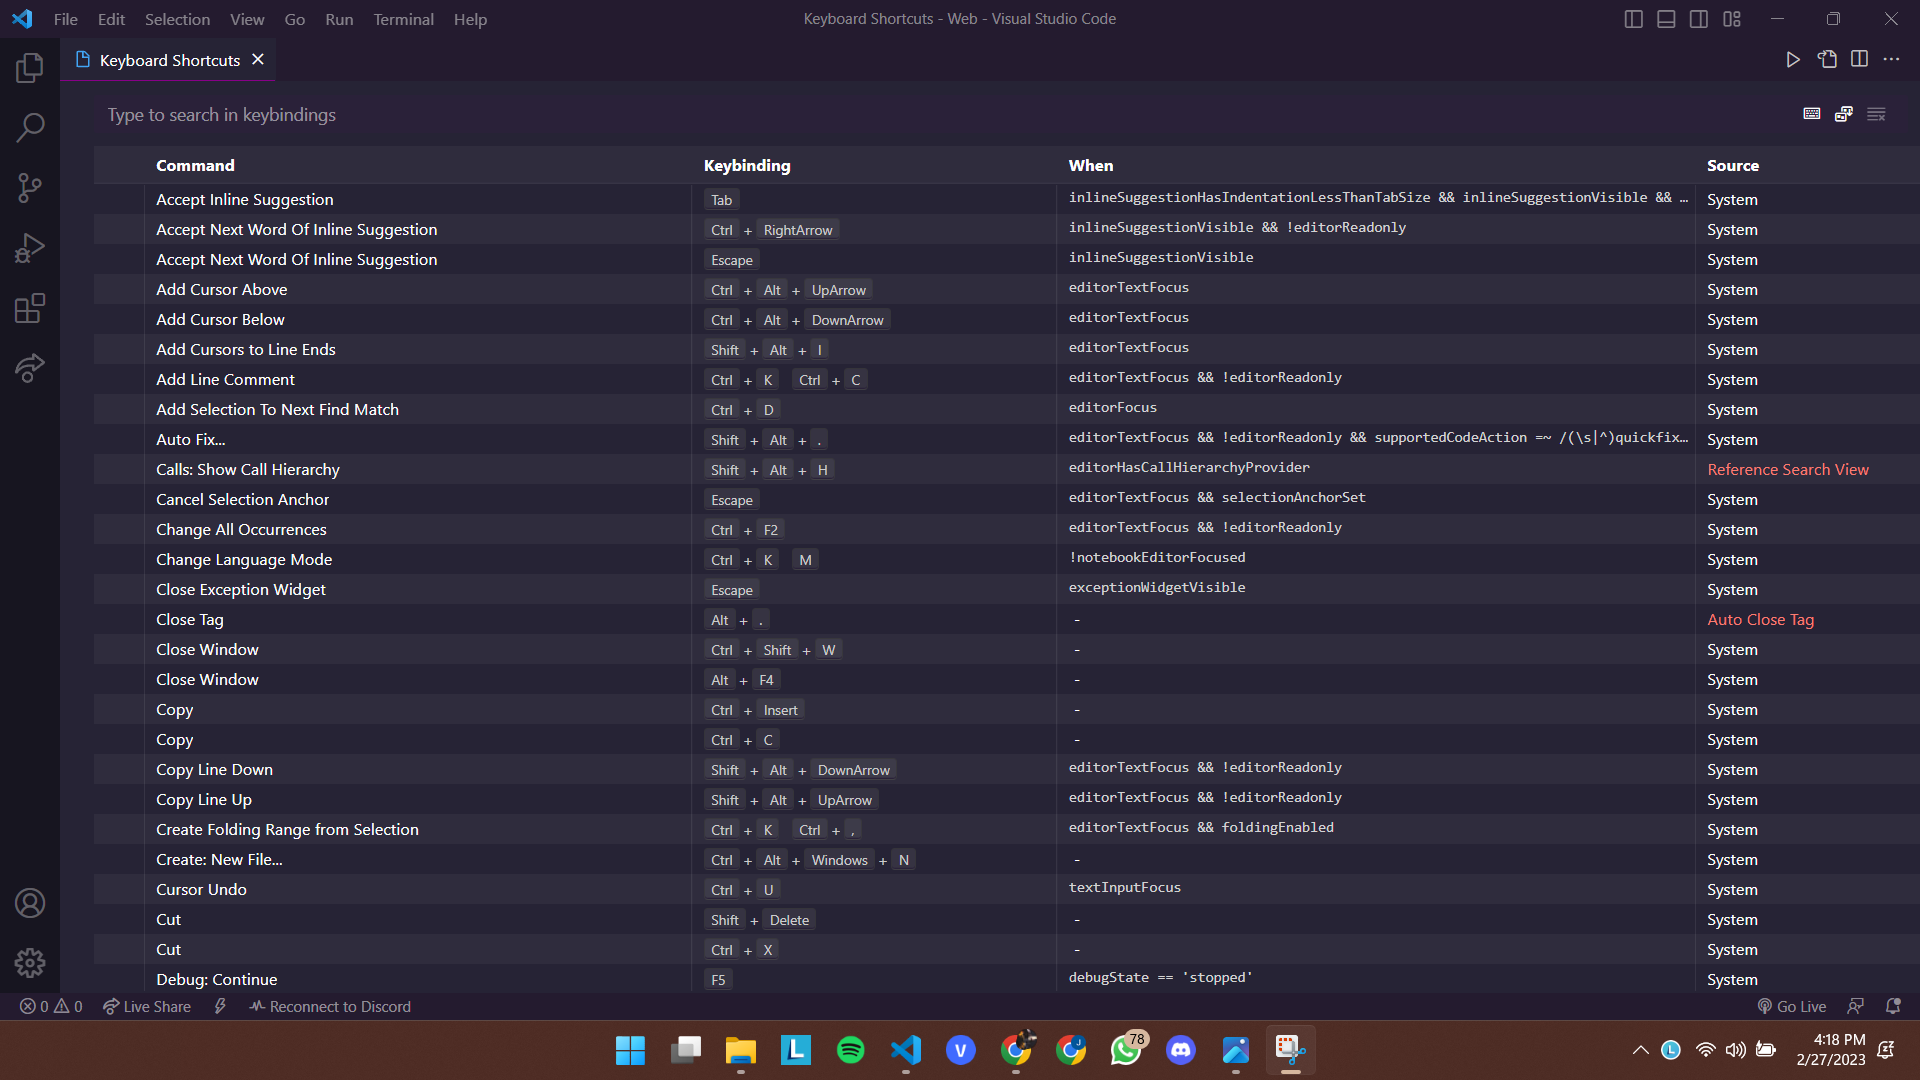 File Edit Selection View Go Run Terminal Help Keyboard Shortcuts - Web - Visual Studio Code
Keyboard Shortcuts
Type to search in keybindings
Command Keybinding When Source
Accept Inline Suggestion Tab inlineSuggestionHasIndentationLessThanTabSize && inlineSuggestionVisible && … System
Accept Next Word Of Inline Suggestion Ctrl + RightArrow inlineSuggestionVisible && !editorReadonly System
Accept Next Word Of Inline Suggestion Escape inlineSuggestionVisible System
Add Cursor Above Ctrl + Alt + UpArrow editorTextFocus System
Add Cursor Below Ctrl + Alt + DownArrow editorTextFocus System
Add Cursors to Line Ends Shift + Alt + I editorTextFocus System
Add Line Comment Ctrl + K Ctrl + C editorTextFocus && !editorReadonly System
Add Selection To Next Find Match Ctrl + D editorFocus System
Auto Fix... Shift + Alt + . editorTextFocus && !editorReadonly && supportedCodeAction =~ /(\s|^)quickfix… System
Calls: Show Call Hierarchy Shift + Alt + H editorHasCallHierarchyProvider Reference Search View
Cancel Selection Anchor Escape editorTextFocus && selectionAnchorSet System
Change All Occurrences Ctrl + F2 editorTextFocus && !editorReadonly System
Change Language Mode Ctrl + K M !notebookEditorFocused System
Close Exception Widget Escape exceptionWidgetVisible System
Close Tag Alt + . - Auto Close Tag
Close Window Ctrl + Shift + W - System
Close Window Alt + F4 - System
Copy Ctrl + Insert - System
Copy Ctrl + C - System
Copy Line Down Shift + Alt + DownArrow editorTextFocus && !editorReadonly System
Copy Line Up Shift + Alt + UpArrow editorTextFocus && !editorReadonly System
Create Folding Range from Selection Ctrl + K Ctrl + , editorTextFocus && foldingEnabled System
Create: New File... Ctrl + Alt + Windows + N - System
Cursor Undo Ctrl + U textInputFocus System
Cut Shift + Delete - System
Cut Ctrl + X - System
Debug: Continue F5 debugState == 'stopped' System
0 0 Live Share Reconnect to Discord Go Live
L V J 78 L 4:18 PM
2/27/2023